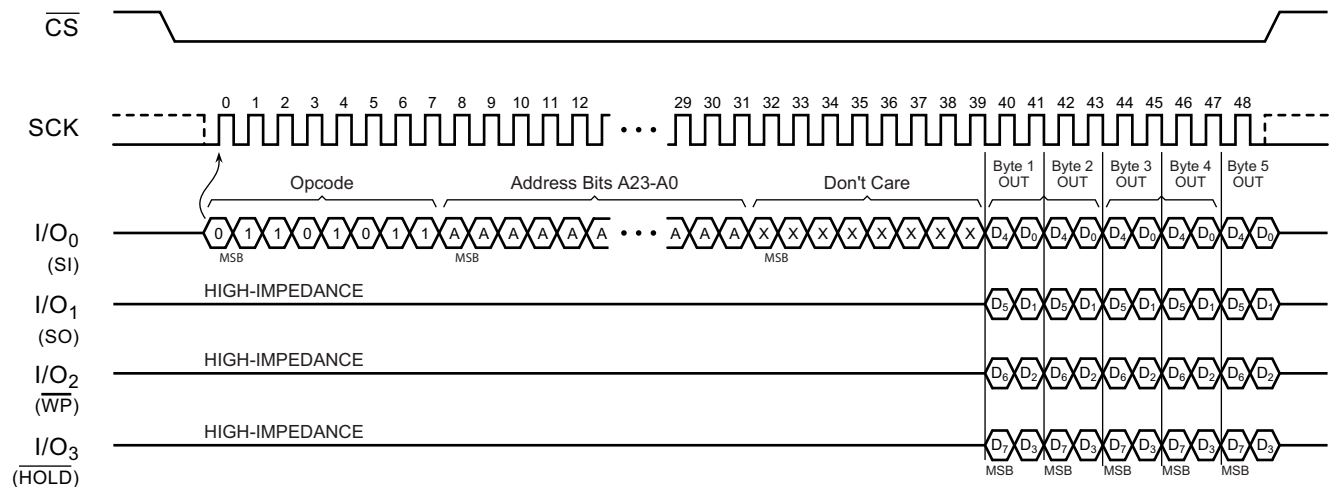 CS
SCK
0 1 2 3 4 5 6 7 8 9 10 11 12 29 30 31 32 33 34 35 36 37 38 39 40 41 42 43 44 45 46 47 48
• • •
Opcode Address Bits A23-A0 Don't Care
Byte 1 OUT Byte 2 OUT Byte 3 OUT Byte 4 OUT Byte 5 OUT
I/O0 (SI)
0 1 1 0 1 0 1 1 A A A A A A • • • A A A X X X X X X X X D4 D0 D4 D0 D4 D0 D4 D0 D4 D0
MSB MSB MSB
I/O1 (SO)
HIGH-IMPEDANCE
D5 D1 D5 D1 D5 D1 D5 D1 D5 D1
I/O2 (WP)
HIGH-IMPEDANCE
D6 D2 D6 D2 D6 D2 D6 D2 D6 D2
I/O3 (HOLD)
HIGH-IMPEDANCE
D7 D3 D7 D3 D7 D3 D7 D3 D7 D3
MSB MSB MSB MSB MSB